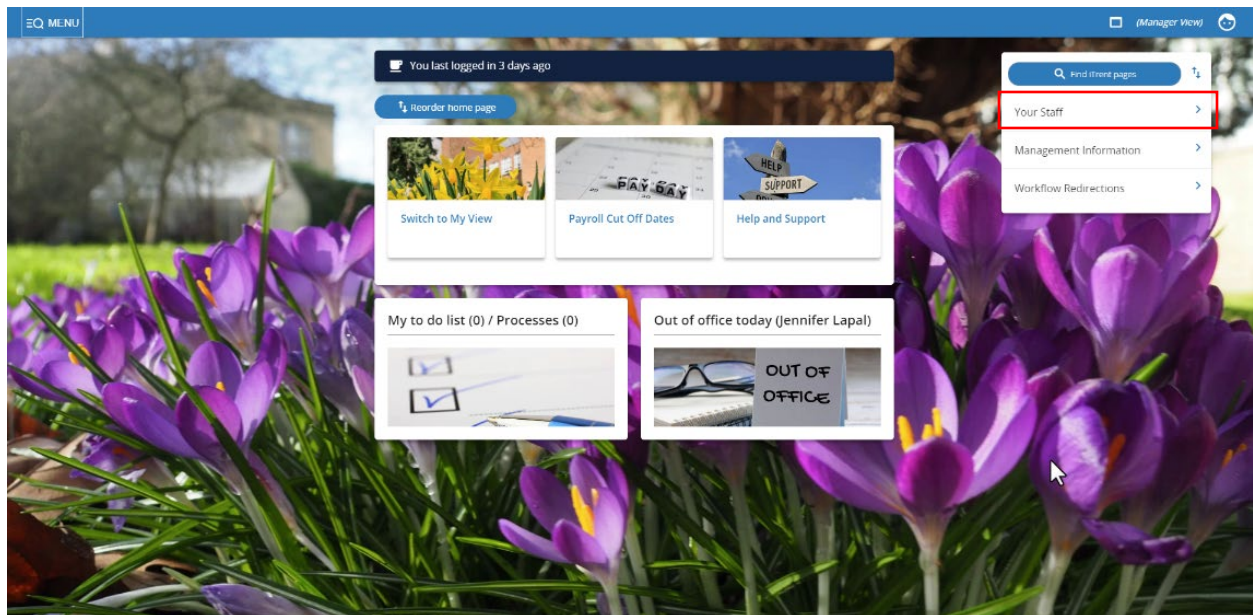 MENU
(Manager View)
You last logged in 3 days ago
Reorder home page
Find iTrent pages
Your Staff
Management Information
Workflow Redirections
PAY DAY
HELP
SUPPORT
Switch to My View
Payroll Cut Off Dates
Help and Support
My to do list (0) / Processes (0)
Out of office today (Jennifer Lapal)
OUT OF
OFFICE